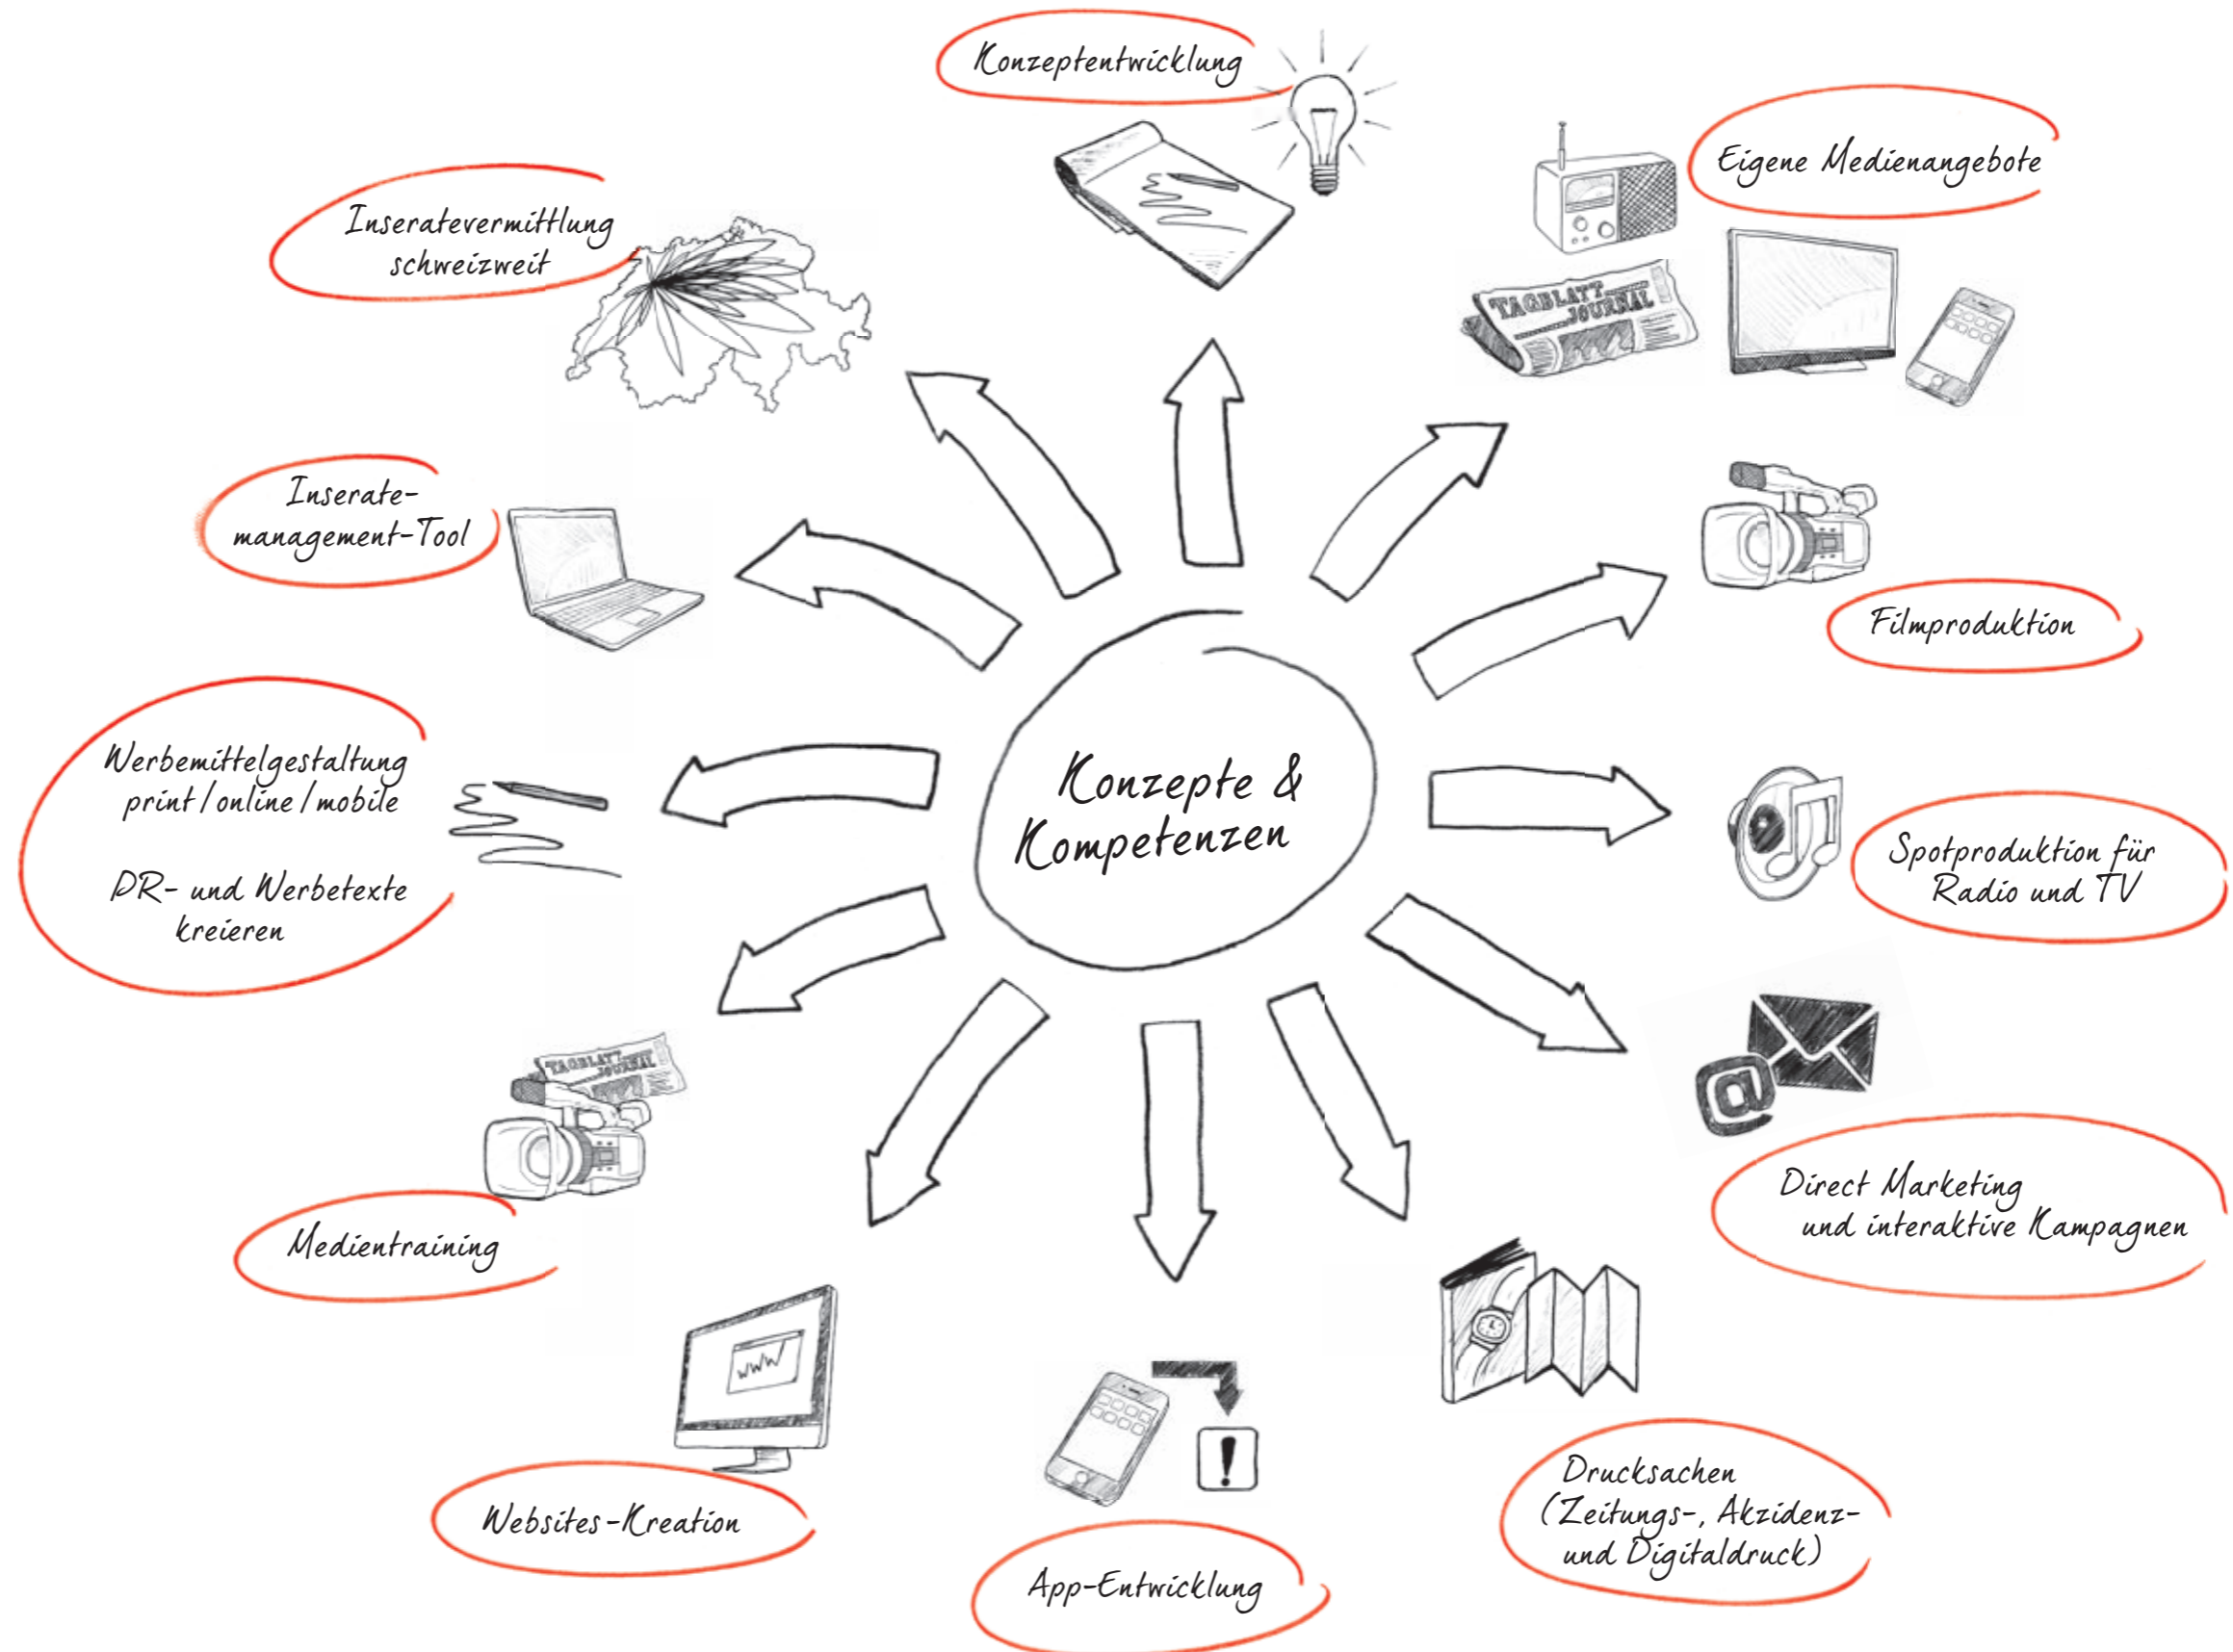 Konzeptentwicklung
Eigene Medienangebote
TAGBLATT
JOURNAL
Inseratevermittlung
schweizweit
Inserate-
management-Tool
Filmproduktion
Werbemittelgestaltung
print/online/mobile
PR- und Werbetexte
kreieren
Konzepte &
Kompetenzen
Spotproduktion für
Radio und TV
@
Direct Marketing
und interaktive Kampagnen
TAGBLATT
JOURNAL
Medientraining
www
Websites-Kreation
!
App-Entwicklung
Drucksachen
(Zeitungs-, Akzidenz-
und Digitaldruck)